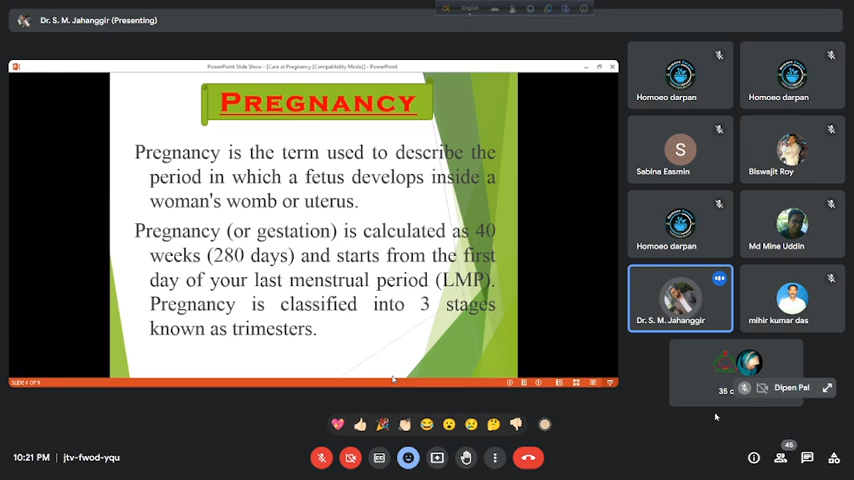 English
Dr. S. M. Jahanggir (Presenting)
PowerPoint Slide Show - [Care at Pregnancy [Compatibility Mode]] - PowerPoint
PREGNANCY
Pregnancy is the term used to describe the
period in which a fetus develops inside a
woman's womb or uterus.
Pregnancy (or gestation) is calculated as 40
weeks (280 days) and starts from the first
day of your last menstrual period (LMP).
Pregnancy is classified into 3 stages
known as trimesters.
SLIDE 4 OF 9
Homoeo darpan
Homoeo darpan
S
Sabina Easmin
Biswajit Roy
Homoeo darpan
Md Mine Uddin
Dr. S. M. Jahanggir
mihir kumar das
35
Dipen Pal
10:21 PM | jtv-fwod-yqu
45